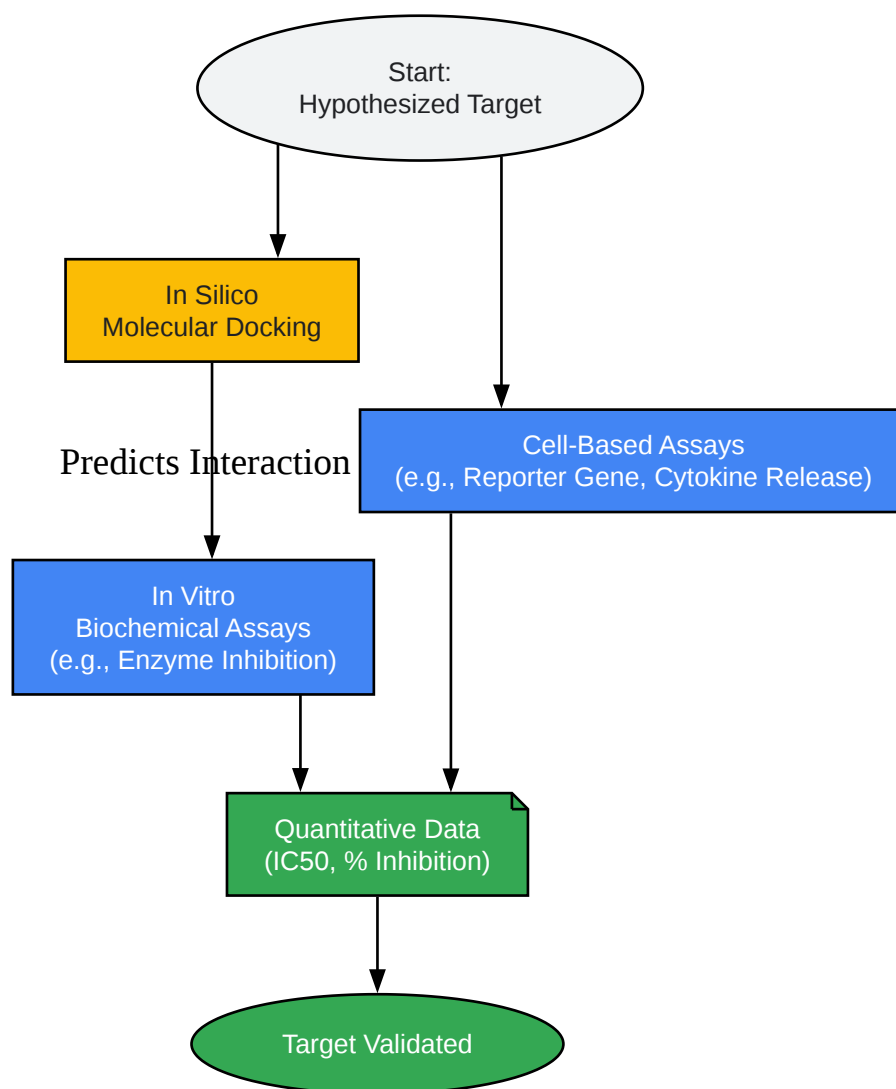 Start:
Hypothesized Target
In Silico
Molecular Docking
Cell-Based Assays
(e.g., Reporter Gene, Cytokine Release)
Predicts Interaction
In Vitro
Biochemical Assays
(e.g., Enzyme Inhibition)
Quantitative Data
(IC50, % Inhibition)
Target Validated